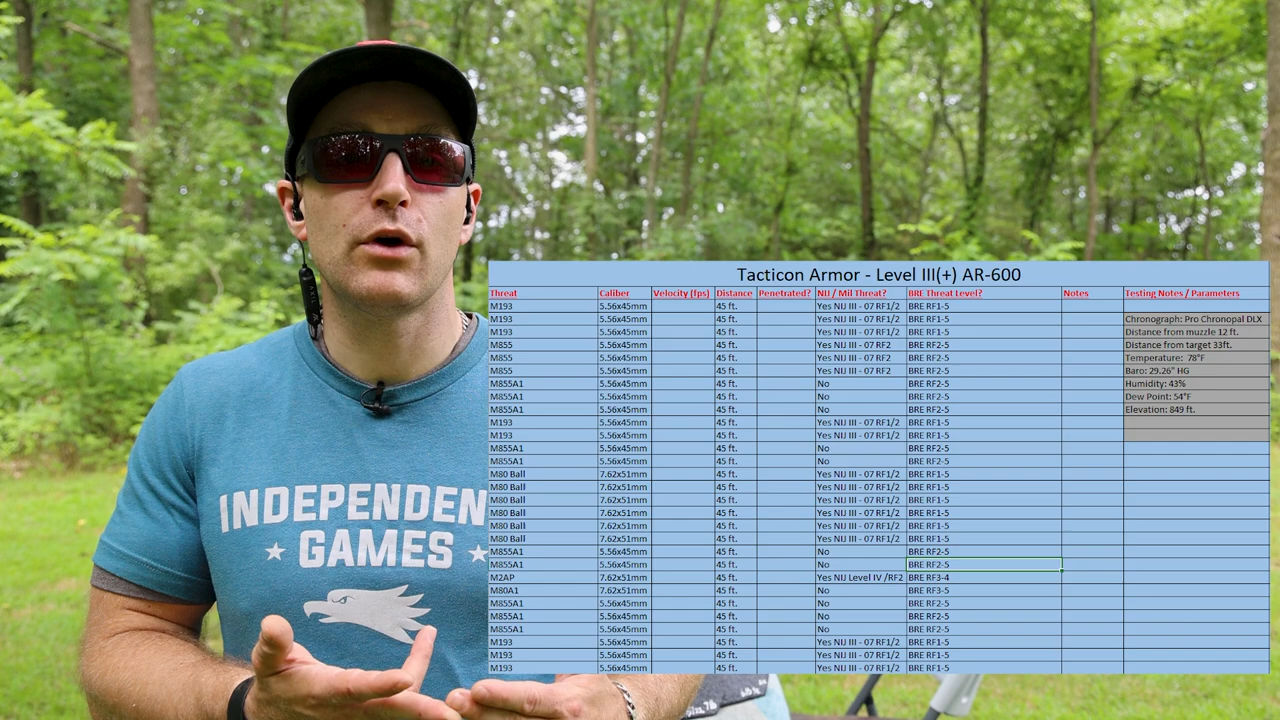 INDEPENDEN
GAMES
AXIL
Tacticon Armor - Level III(+) AR-600
Threat Caliber Velocity (fps) Distance Penetrated? NIJ / Mil Threat? BRE Threat Level? Notes Testing Notes / Parameters
M193 5.56x45mm 45 ft. Yes NIJ III - 07 RF1/2 BRE RF1-5
M193 5.56x45mm 45 ft. Yes NIJ III - 07 RF1/2 BRE RF1-5 Chronograph: Pro Chronopal DLX
M193 5.56x45mm 45 ft. Yes NIJ III - 07 RF1/2 BRE RF1-5 Distance from muzzle 12 ft.
M855 5.56x45mm 45 ft. Yes NIJ III - 07 RF2 BRE RF2-5 Distance from target 33ft.
M855 5.56x45mm 45 ft. Yes NIJ III - 07 RF2 BRE RF2-5 Temperature: 78°F
M855 5.56x45mm 45 ft. Yes NIJ III - 07 RF2 BRE RF2-5 Baro: 29.26" HG
M855A1 5.56x45mm 45 ft. No BRE RF2-5 Humidity: 43%
M855A1 5.56x45mm 45 ft. No BRE RF2-5 Dew Point: 54°F
M855A1 5.56x45mm 45 ft. No BRE RF2-5 Elevation: 849 ft.
M193 5.56x45mm 45 ft. Yes NIJ III - 07 RF1/2 BRE RF1-5
M193 5.56x45mm 45 ft. Yes NIJ III - 07 RF1/2 BRE RF1-5
M855A1 5.56x45mm 45 ft. No BRE RF2-5
M855A1 5.56x45mm 45 ft. No BRE RF2-5
M80 Ball 7.62x51mm 45 ft. Yes NIJ III - 07 RF1/2 BRE RF1-5
M80 Ball 7.62x51mm 45 ft. Yes NIJ III - 07 RF1/2 BRE RF1-5
M80 Ball 7.62x51mm 45 ft. Yes NIJ III - 07 RF1/2 BRE RF1-5
M80 Ball 7.62x51mm 45 ft. Yes NIJ III - 07 RF1/2 BRE RF1-5
M80 Ball 7.62x51mm 45 ft. Yes NIJ III - 07 RF1/2 BRE RF1-5
M80 Ball 7.62x51mm 45 ft. Yes NIJ III - 07 RF1/2 BRE RF1-5
M855A1 5.56x45mm 45 ft. No BRE RF2-5
M855A1 5.56x45mm 45 ft. No BRE RF2-5
M2AP 7.62x51mm 45 ft. Yes NIJ Level IV /RF2 BRE RF3-4
M80A1 7.62x51mm 45 ft. No BRE RF3-5
M855A1 5.56x45mm 45 ft. No BRE RF2-5
M855A1 5.56x45mm 45 ft. No BRE RF2-5
M855A1 5.56x45mm 45 ft. No BRE RF2-5
M193 5.56x45mm 45 ft. Yes NIJ III - 07 RF1/2 BRE RF1-5
M193 5.56x45mm 45 ft. Yes NIJ III - 07 RF1/2 BRE RF1-5
M193 5.56x45mm 45 ft. Yes NIJ III - 07 RF1/2 BRE RF1-5